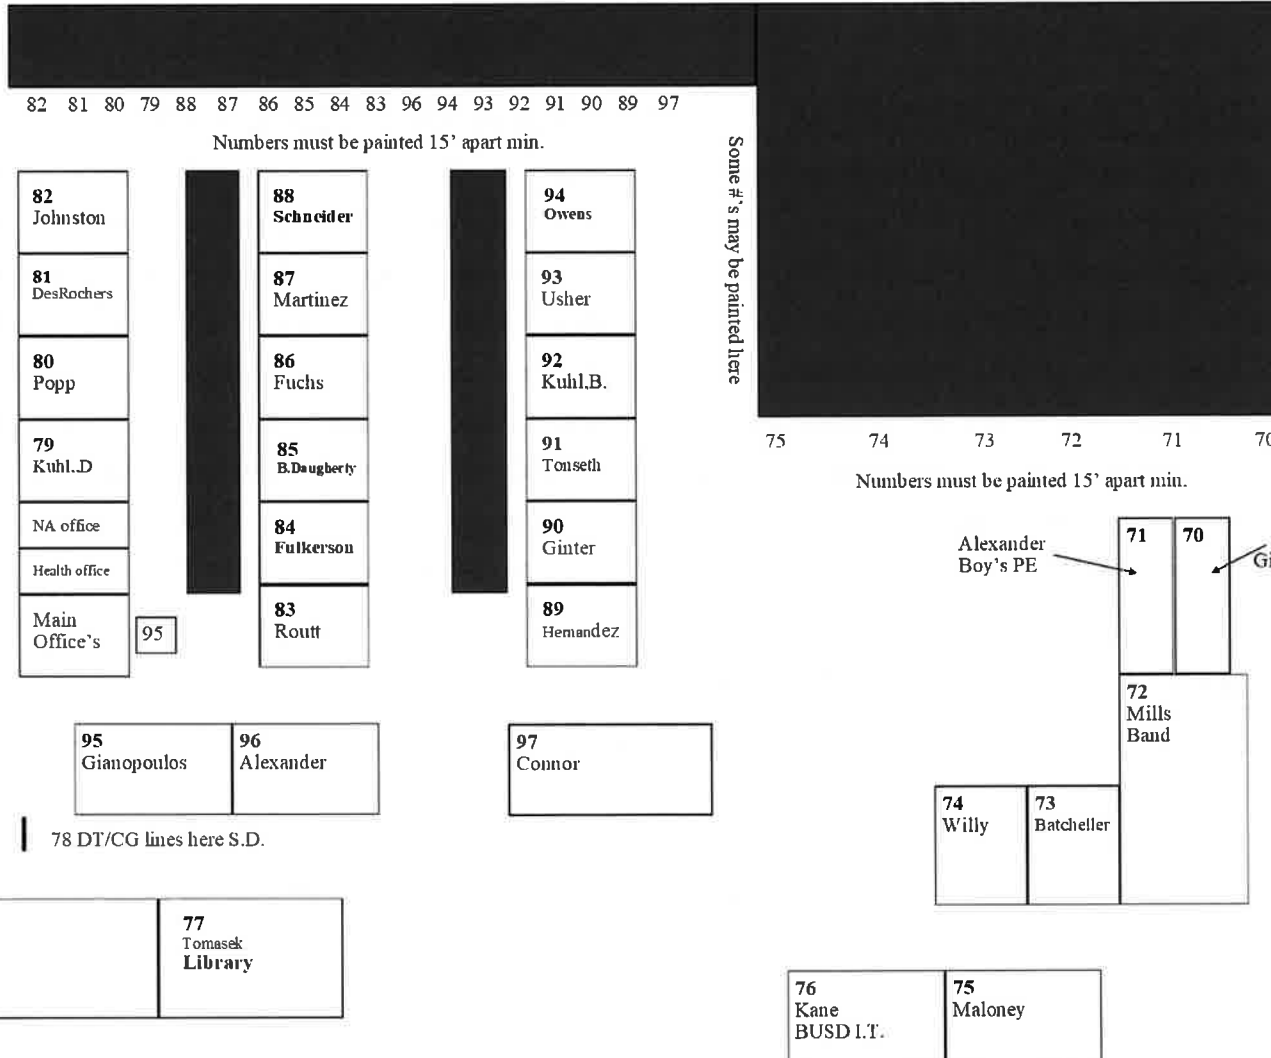 82 81 80 79 88 87 86 85 84 83 96 94 93 92 91 90 89 97
Numbers must be painted 15' apart min.
Some #'s may be painted here
82
Johnston
81
DesRochers
80
Popp
79
Kuhl..D
NA office
Health office
Main
Office's
95
88
Schneider
87
Martinez
86
Fuchs
85
B.Daugherty
84
Fulkerson
83
Routt
94
Owens
93
Usher
92
Kuhl.B.
91
Tonseth
90
Ginter
89
Hernandez
95
Gianopoulos
96
Alexander
97
Connor
78 DT/CG lines here S.D.
77
Tomasek
Library
75 74 73 72 71 70
Numbers must be painted 15' apart min.
Alexander
Boy's PE
71
70
Gi
72
Mills
Band
74
Willy
73
Batcheller
76
Kane
BUSD I.T.
75
Maloney